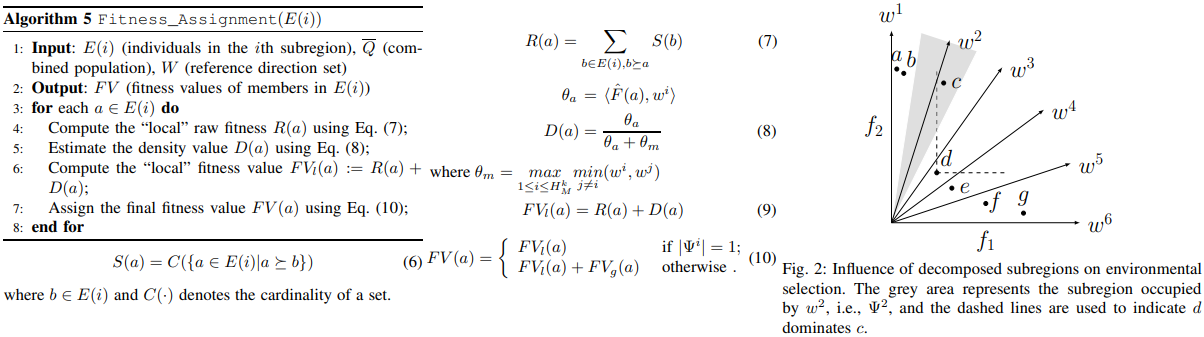 Algorithm 5 Fitness_Assignment(E(i))
1: Input: E(i) (individuals in the ith subregion), Q̅ (com-
bined population), W (reference direction set)
2: Output: FV (fitness values of members in E(i))
3: for each a ∈ E(i) do
4: Compute the “local” raw fitness R(a) using Eq. (7);
5: Estimate the density value D(a) using Eq. (8);
6: Compute the “local” fitness value FV_l(a) := R(a) +
D(a);
7: Assign the final fitness value FV(a) using Eq. (10);
8: end for
S(a) = C({a ∈ E(i)|a ⪰ b}) (6)
where b ∈ E(i) and C(·) denotes the cardinality of a set.
R(a) = ∑_{b∈E(i),b⪰a} S(b) (7)
θ_a = ⟨F̂(a), w^i⟩
D(a) = θ_a / (θ_a + θ_m) (8)
where θ_m = max_{1≤i≤H_M^k} min_{j≠i}(w^i, w^j)
FV_l(a) = R(a) + D(a) (9)
FV(a) = { FV_l(a) if |Ψ^i| = 1;
FV_l(a) + FV_g(a) otherwise . (10)
w^1
w^2
a
b
w^3
c
w^4
f_2
d
w^5
e
f
g
w^6
f_1
Fig. 2: Influence of decomposed subregions on environmental
selection. The grey area represents the subregion occupied
by w^2, i.e., Ψ^2, and the dashed lines are used to indicate d
dominates c.